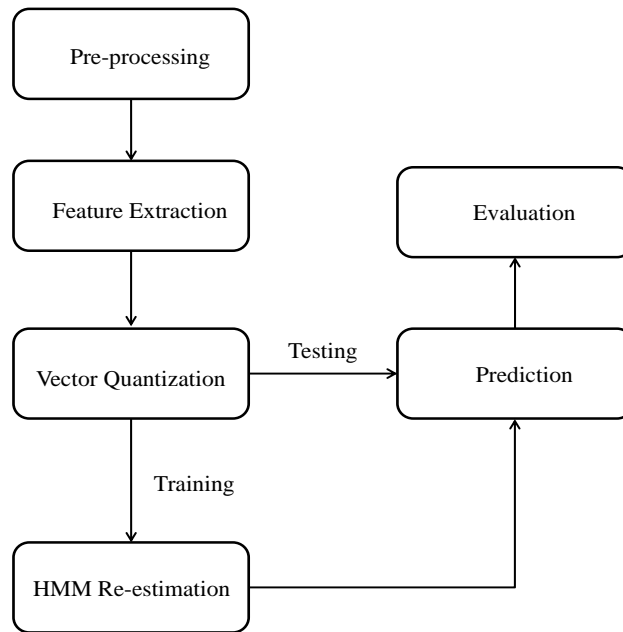 Pre-processing
Feature Extraction
Evaluation
Vector Quantization
Testing
Prediction
Training
HMM Re-estimation